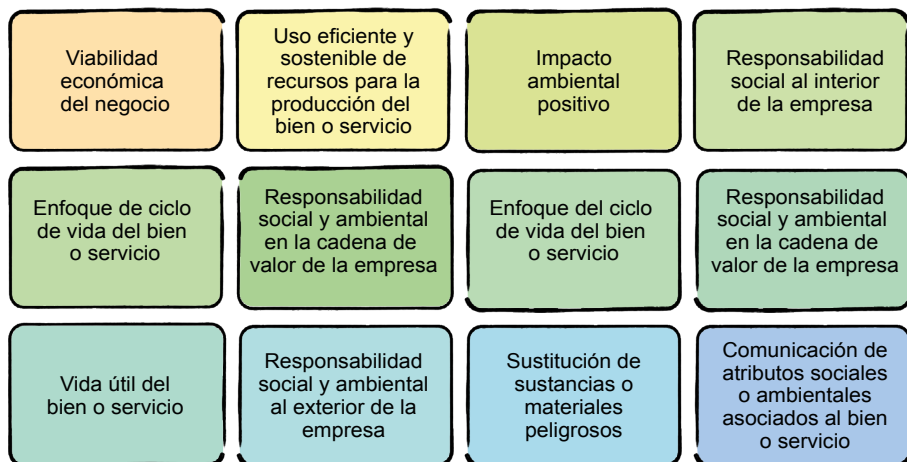 Viabilidad
económica
del negocio
Uso eficiente y
sostenible de
recursos para la
producción del
bien o servicio
Impacto
ambiental
positivo
Responsabilidad
social al interior
de la empresa
Enfoque de ciclo
de vida del bien
o servicio
Responsabilidad
social y ambiental
en la cadena de
valor de la empresa
Enfoque del ciclo
de vida del bien
o servicio
Responsabilidad
social y ambiental
en la cadena de
valor de la empresa
Vida útil del
bien o servicio
Responsabilidad
social y ambiental
al exterior de la
empresa
Sustitución de
sustancias o
materiales
peligrosos
Comunicación de
atributos sociales
o ambientales
asociados al bien
o servicio